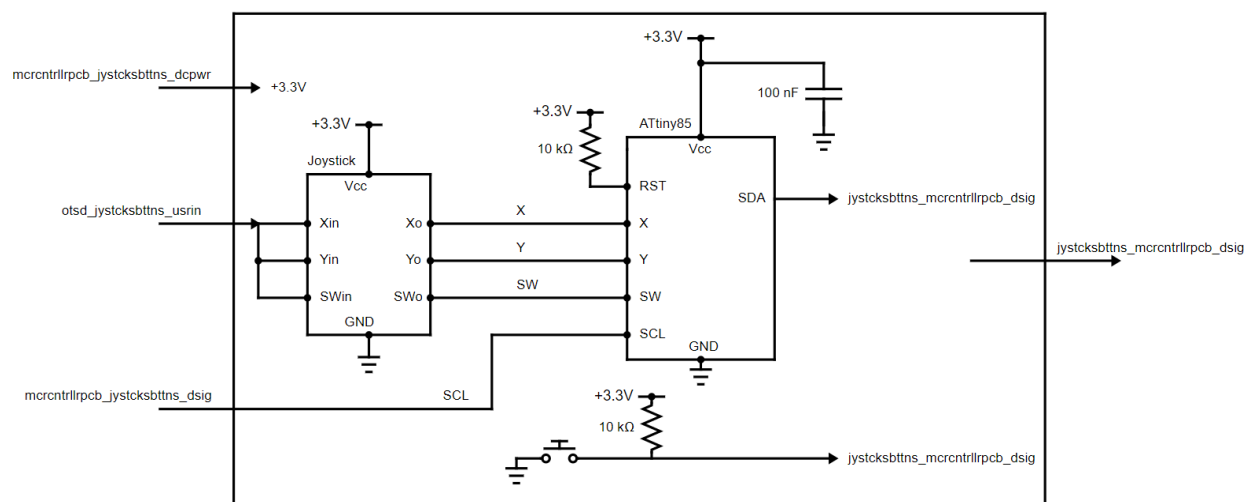 +3.3V
mcrcntrllrpcb_jystcksbttns_dcpwr
+3.3V
100 nF
+3.3V
ATtiny85
+3.3V
10 kΩ
Vcc
Joystick
Vcc
RST
SDA
jystcksbttns_mcrcntrllrpcb_dsig
otsd_jystcksbttns_usrin
Xin
Xo
X
X
Yin
Yo
Y
Y
jystcksbttns_mcrcntrllrpcb_dsig
SWin
SWo
SW
SW
GND
SCL
GND
mcrcntrllrpcb_jystcksbttns_dsig
SCL
+3.3V
10 kΩ
jystcksbttns_mcrcntrllrpcb_dsig